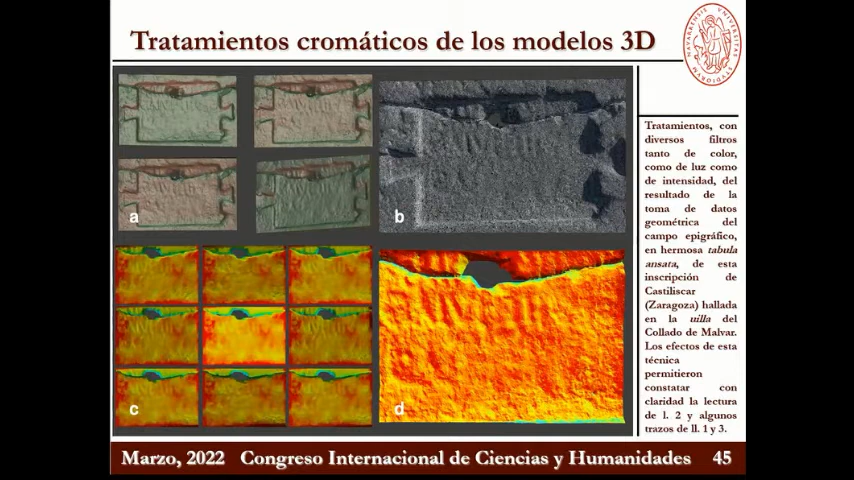 Tratamientos cromáticos de los modelos 3D
NAVARRENSIS UNIVERSITAS STUDIORUM
a
b
c
d
Tratamientos, con
diversos filtros
tanto de color,
como de luz como
de intensidad, del
resultado de la
toma de datos
geométrica del
campo epigráfico,
en hermosa tabula
ansata, de esta
inscripción de
Castiliscar
(Zaragoza) hallada
en la uilla del
Collado de Malvar.
Los efectos de esta
técnica
permitieron
constatar con
claridad la lectura
de l. 2 y algunos
trazos de ll. 1 y 3.
Marzo, 2022 Congreso Internacional de Ciencias y Humanidades 45